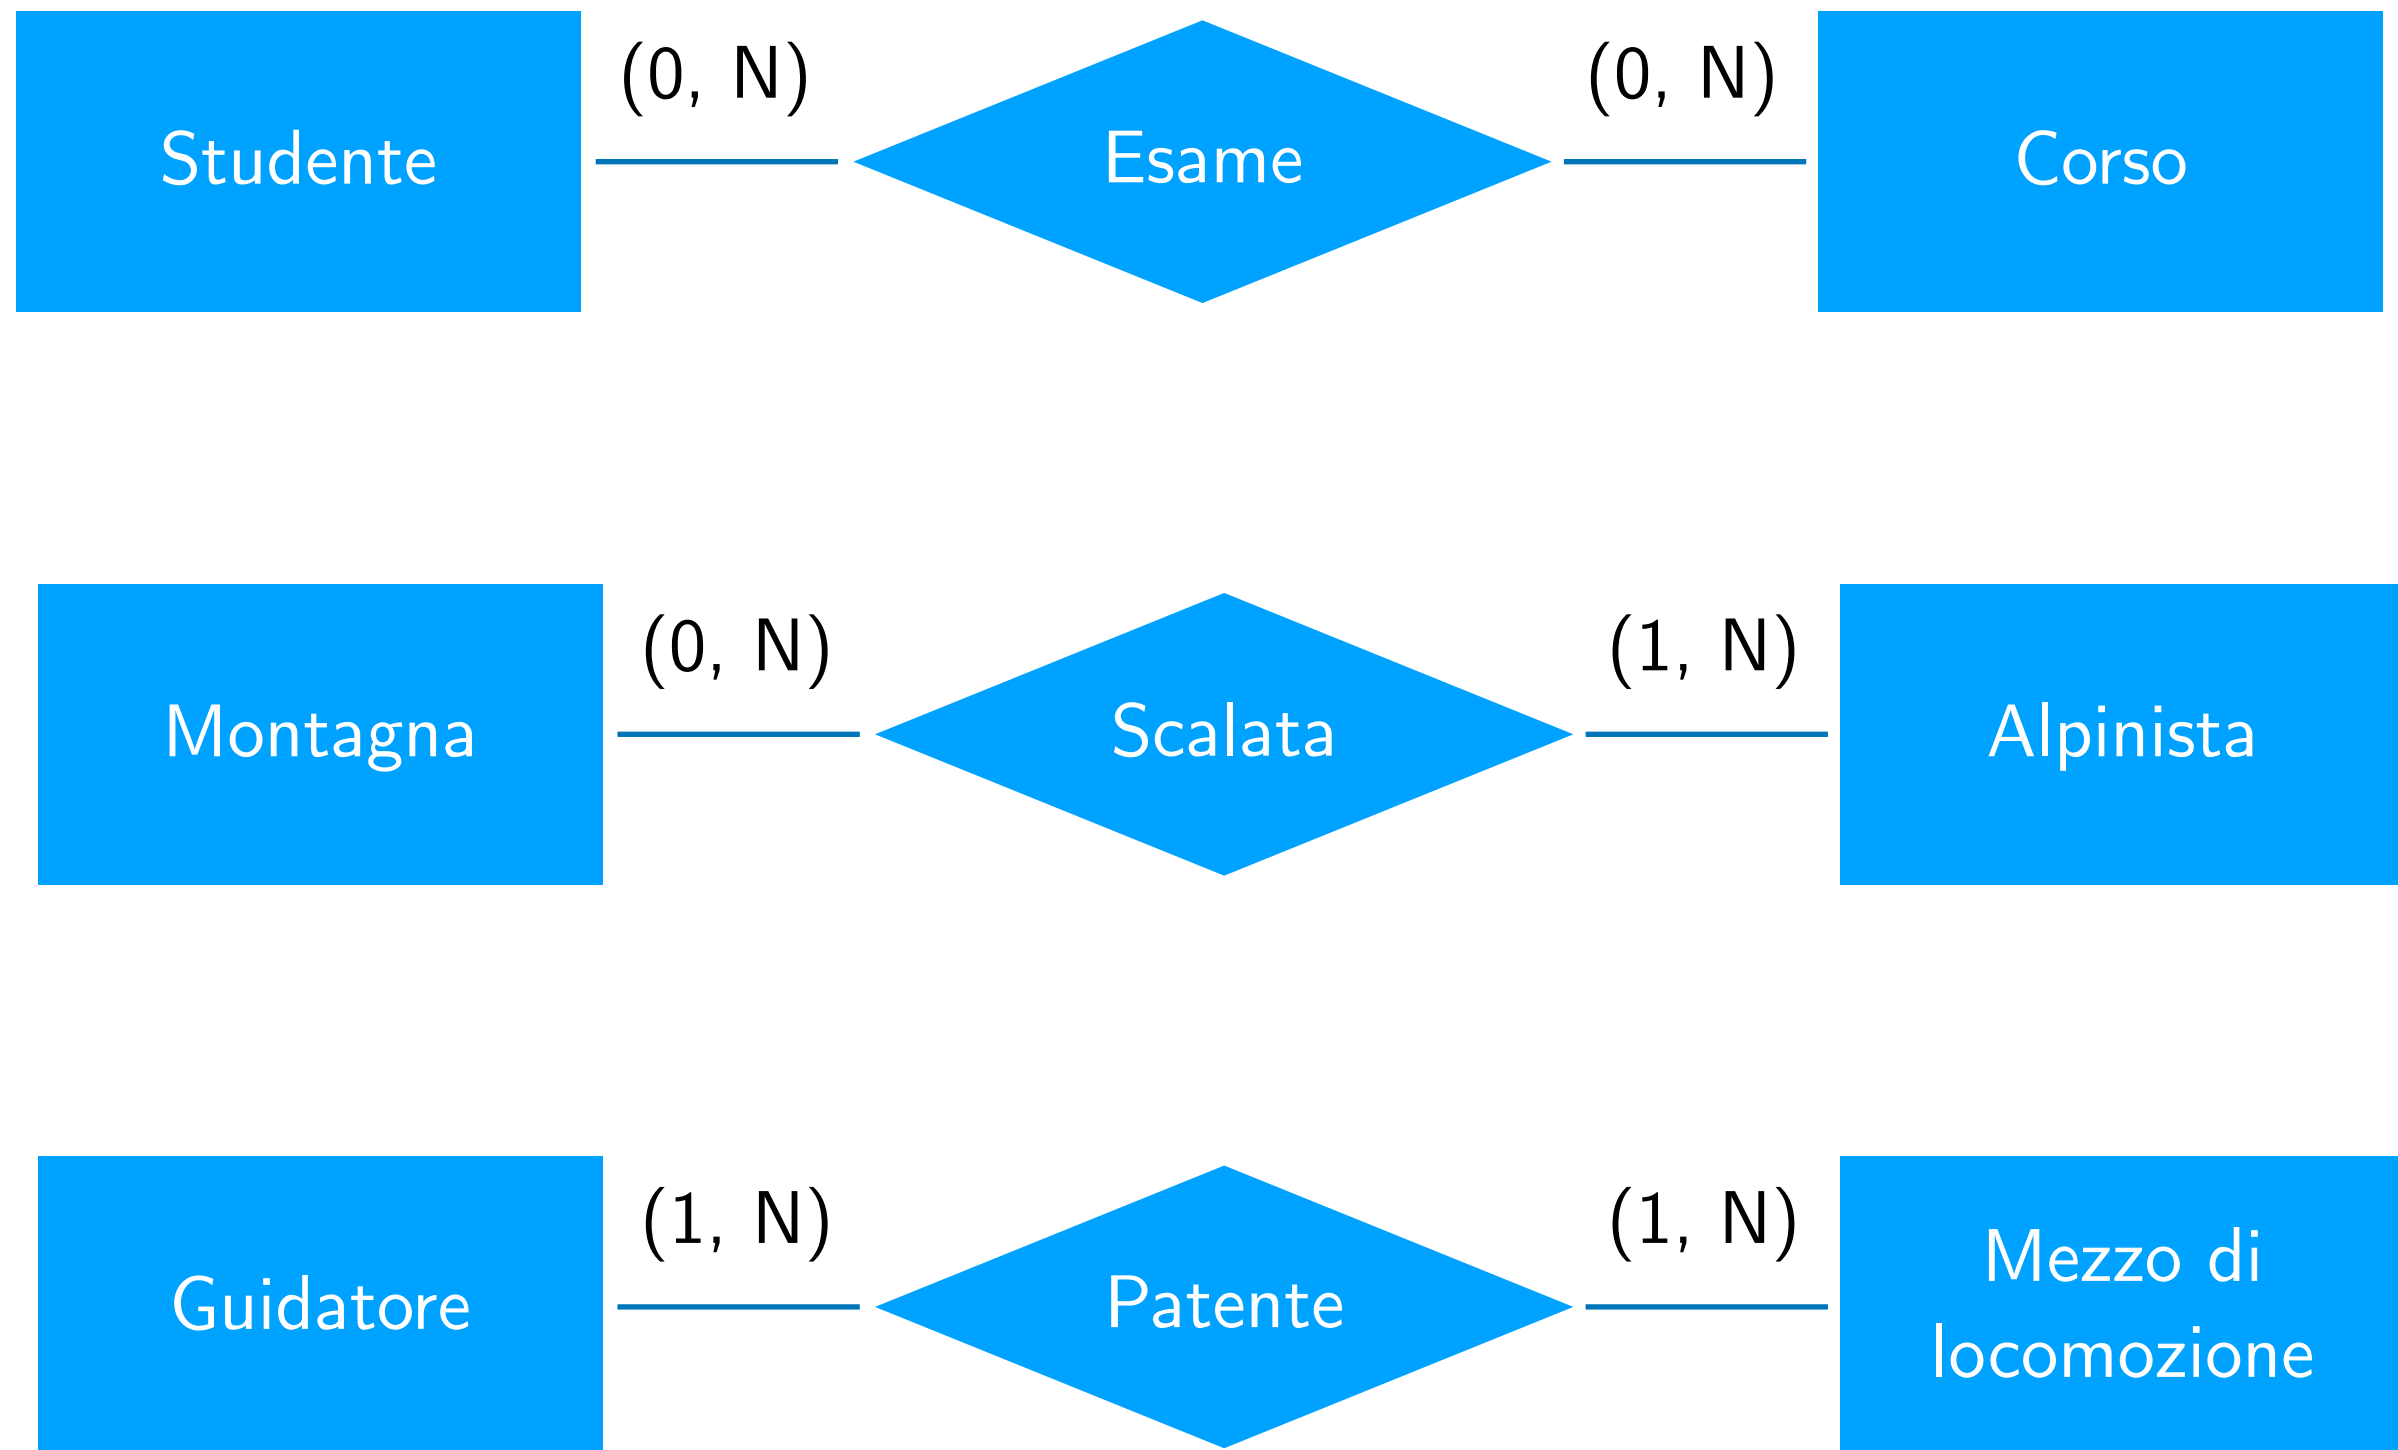 Studente (0, N) Esame (0, N) Corso
Montagna (0, N) Scalata (1, N) Alpinista
Guidatore (1, N) Patente (1, N) Mezzo di
locomozione